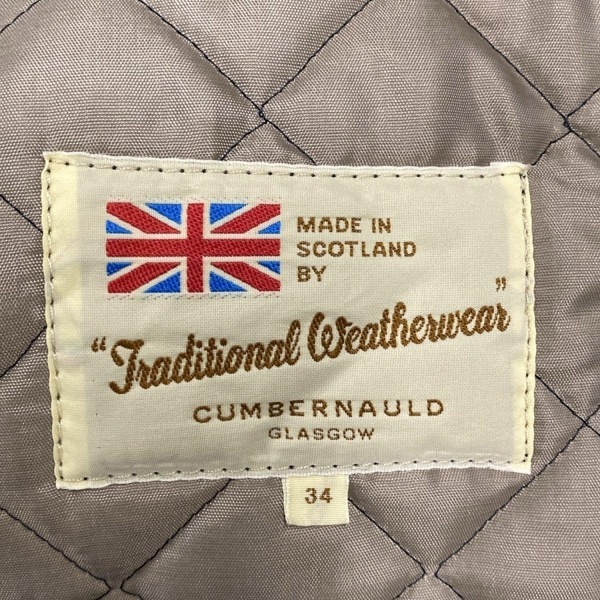 MADE IN
SCOTLAND
BY
"Traditional Weatherwear"
CUMBERNAULD
GLASGOW
34